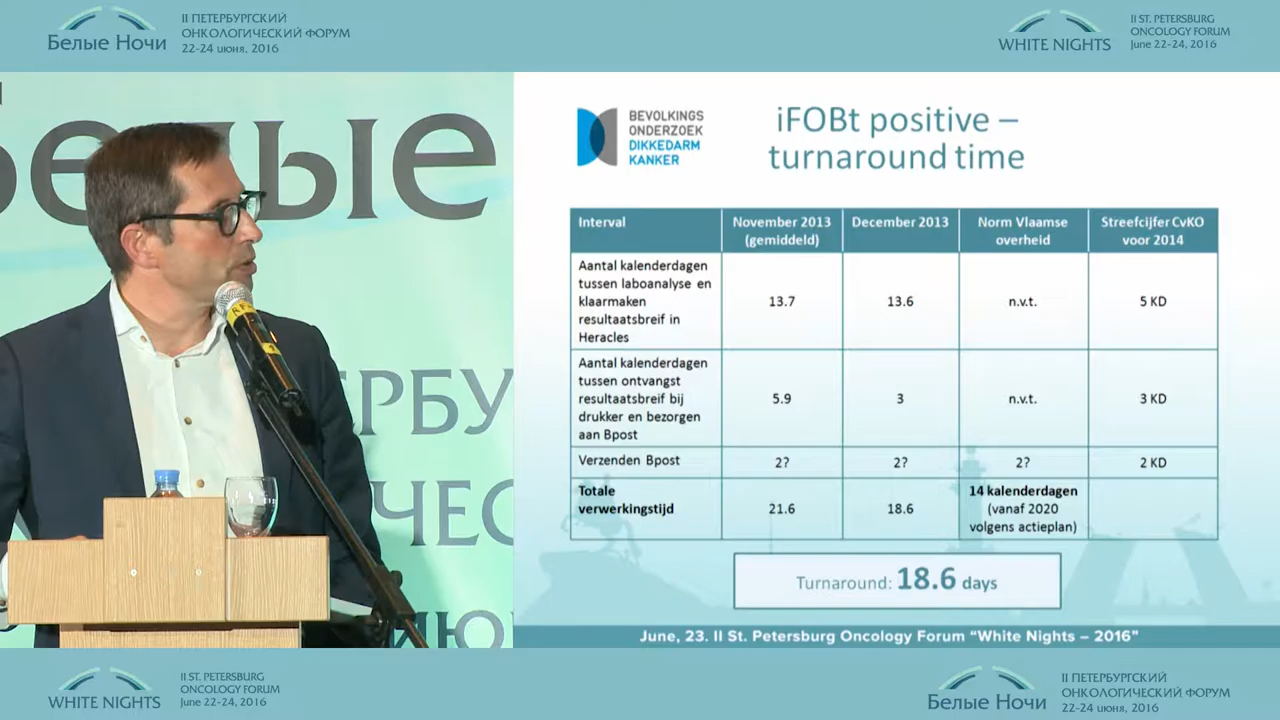 II ПЕТЕРБУРГСКИЙ
ОНКОЛОГИЧЕСКИЙ ФОРУМ
22-24 июня, 2016
Белые Ночи
II ST. PETERSBURG
ONCOLOGY FORUM
June 22-24, 2016
WHITE NIGHTS
Белые
ЕРБУ
ЧЕС
ИЮ
BEVOLKINGS
ONDERZOEK
DIKKEDARM
KANKER
iFOBt positive –
turnaround time
Interval
November 2013
(gemiddeld)
December 2013
Norm Vlaamse
overheid
Streefcijfer CvKO
voor 2014
Aantal kalenderdagen
tussen laboanalyse en
klaarmaken
resultaatsbreif in
Heracles
13.7
13.6
n.v.t.
5 KD
Aantal kalenderdagen
tussen ontvangst
resultaatsbreif bij
drukker en bezorgen
aan Bpost
5.9
3
n.v.t.
3 KD
Verzenden Bpost
2?
2?
2?
2 KD
Totale
verwerkingstijd
21.6
18.6
14 kalenderdagen
(vanaf 2020
volgens actieplan)
Turnaround: 18.6 days
June, 23. II St. Petersburg Oncology Forum “White Nights – 2016”
WHITE NIGHTS
II ST. PETERSBURG
ONCOLOGY FORUM
June 22-24, 2016
Белые Ночи
II ПЕТЕРБУРГСКИЙ
ОНКОЛОГИЧЕСКИЙ ФОРУМ
22-24 июня, 2016